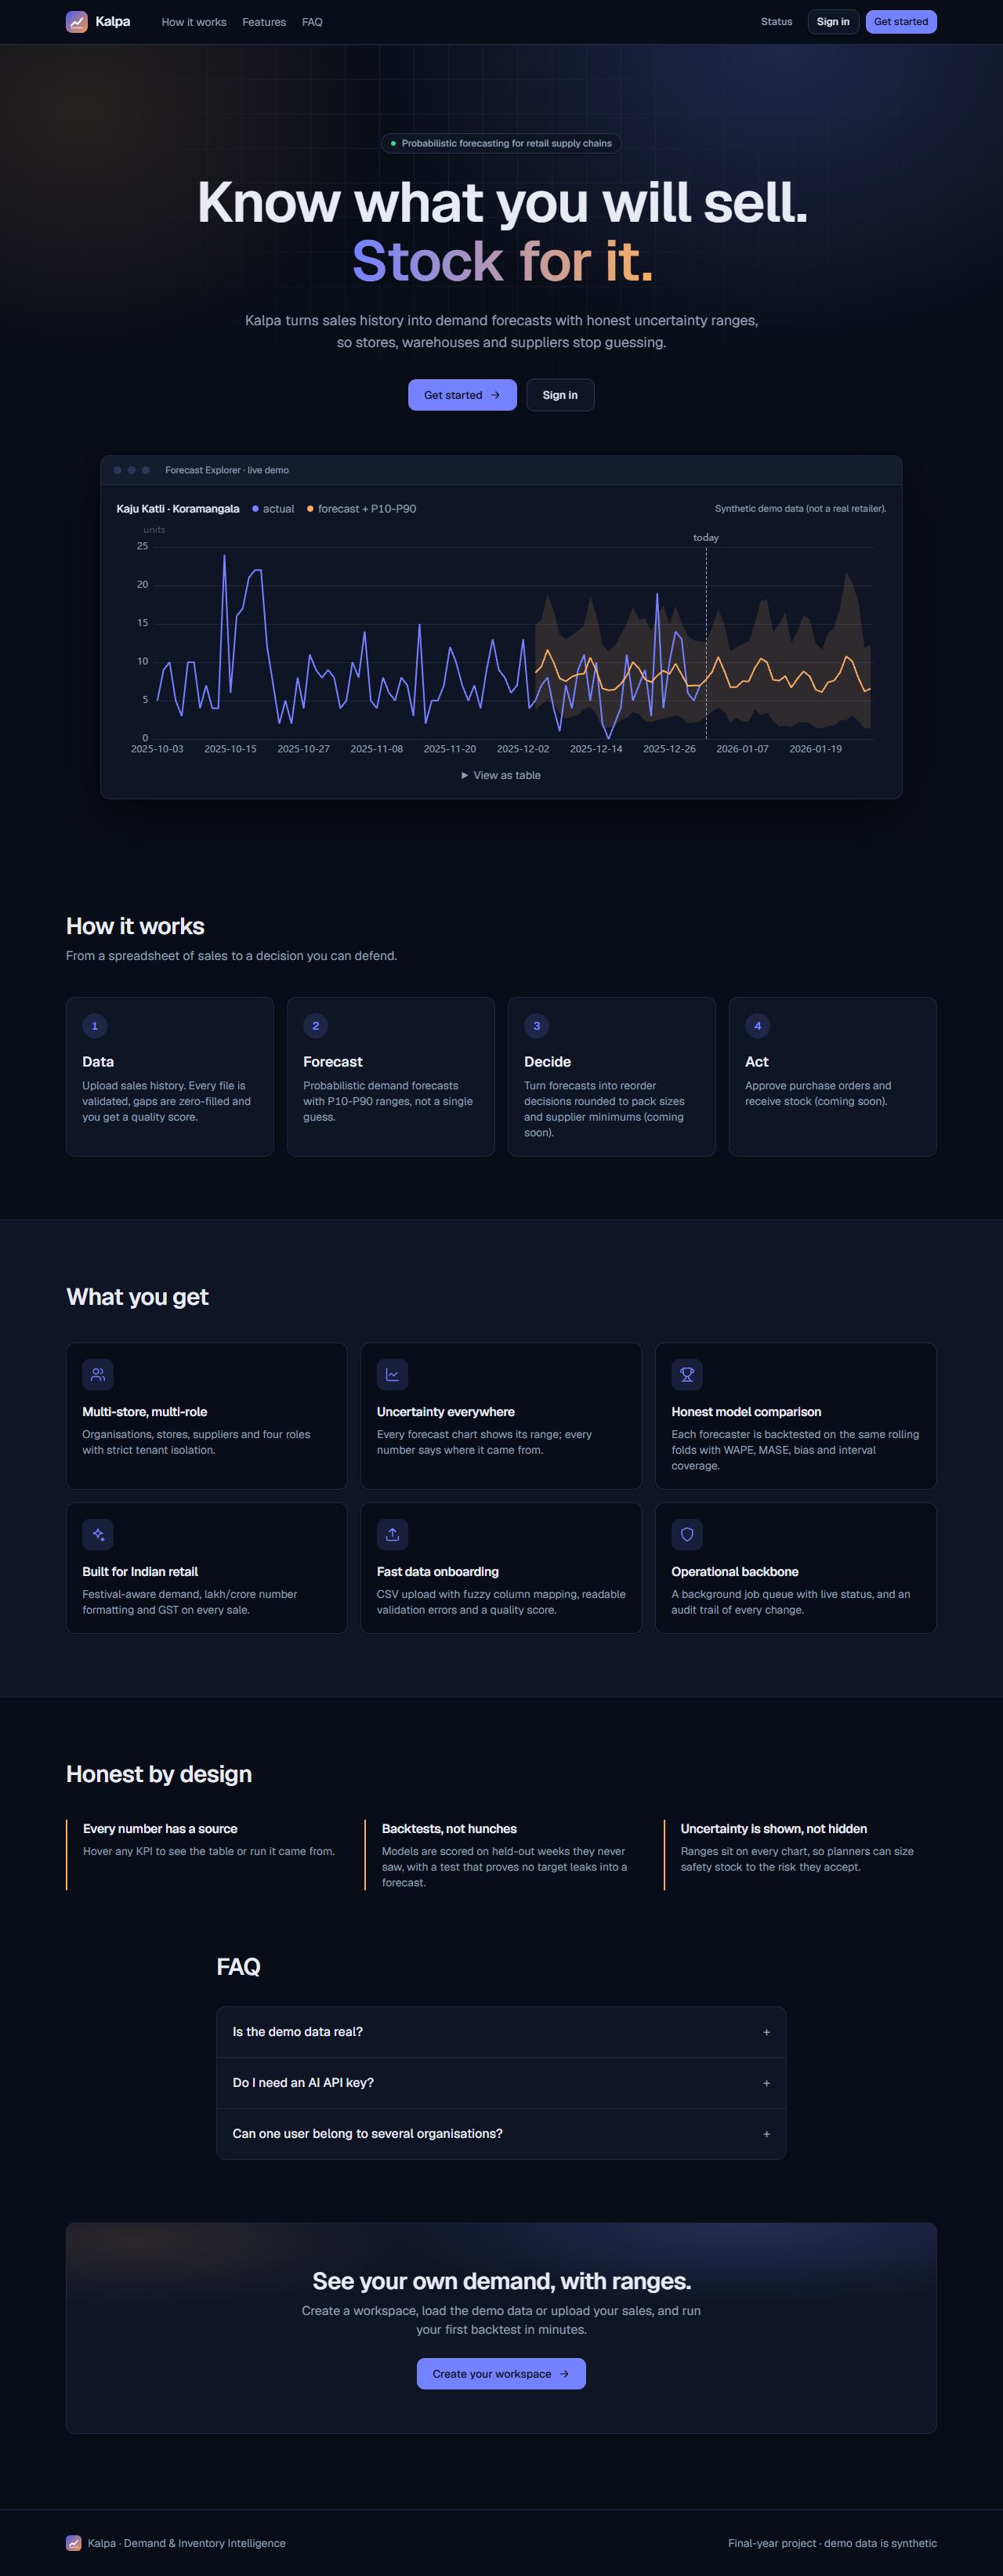 Kalpa
How it works
Features
FAQ
Status
Sign in
Get started
Probabilistic forecasting for retail supply chains
Know what you will sell.
Stock for it.
Kalpa turns sales history into demand forecasts with honest uncertainty ranges,
so stores, warehouses and suppliers stop guessing.
Get started →
Sign in
Forecast Explorer · live demo
Kaju Katli · Koramangala
actual
forecast + P10-P90
Synthetic demo data (not a real retailer).
units
today
25
20
15
10
5
0
2025-10-03
2025-10-15
2025-10-27
2025-11-08
2025-11-20
2025-12-02
2025-12-14
2025-12-26
2026-01-07
2026-01-19
▶ View as table
How it works
From a spreadsheet of sales to a decision you can defend.
1
Data
Upload sales history. Every file is
validated, gaps are zero-filled and
you get a quality score.
2
Forecast
Probabilistic demand forecasts
with P10-P90 ranges, not a single
guess.
3
Decide
Turn forecasts into reorder
decisions rounded to pack sizes
and supplier minimums (coming
soon).
4
Act
Approve purchase orders and
receive stock (coming soon).
What you get
Multi-store, multi-role
Organisations, stores, suppliers and four roles
with strict tenant isolation.
Uncertainty everywhere
Every forecast chart shows its range; every
number says where it came from.
Honest model comparison
Each forecaster is backtested on the same rolling
folds with WAPE, MASE, bias and interval
coverage.
Built for Indian retail
Festival-aware demand, lakh/crore number
formatting and GST on every sale.
Fast data onboarding
CSV upload with fuzzy column mapping, readable
validation errors and a quality score.
Operational backbone
A background job queue with live status, and an
audit trail of every change.
Honest by design
Every number has a source
Hover any KPI to see the table or run it came from.
Backtests, not hunches
Models are scored on held-out weeks they never
saw, with a test that proves no target leaks into a
forecast.
Uncertainty is shown, not hidden
Ranges sit on every chart, so planners can size
safety stock to the risk they accept.
FAQ
Is the demo data real? +
Do I need an AI API key? +
Can one user belong to several organisations? +
See your own demand, with ranges.
Create a workspace, load the demo data or upload your sales, and run
your first backtest in minutes.
Create your workspace →
Kalpa · Demand & Inventory Intelligence
Final-year project · demo data is synthetic